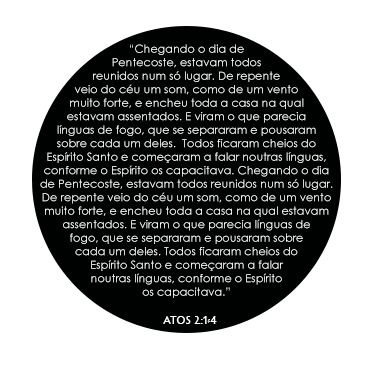 “Chegando o dia de
Pentecoste, estavam todos
reunidos num só lugar. De repente
veio do céu um som, como de um vento
muito forte, e encheu toda a casa na qual
estavam assentados. E viram o que parecia
línguas de fogo, que se separaram e pousaram
sobre cada um deles.  Todos ficaram cheios do
Espírito Santo e começaram a falar noutras línguas,
conforme o Espírito os capacitava. Chegando o dia
de Pentecoste, estavam todos reunidos num só lugar.
De repente veio do céu um som, como de um vento
muito forte, e encheu toda a casa na qual estavam
assentados. E viram o que parecia línguas de
fogo, que se separaram e pousaram sobre
cada um deles. Todos ficaram cheios do
Espírito Santo e começaram a falar
noutras línguas, conforme o Espírito
os capacitava.”
ATOS 2:1-4